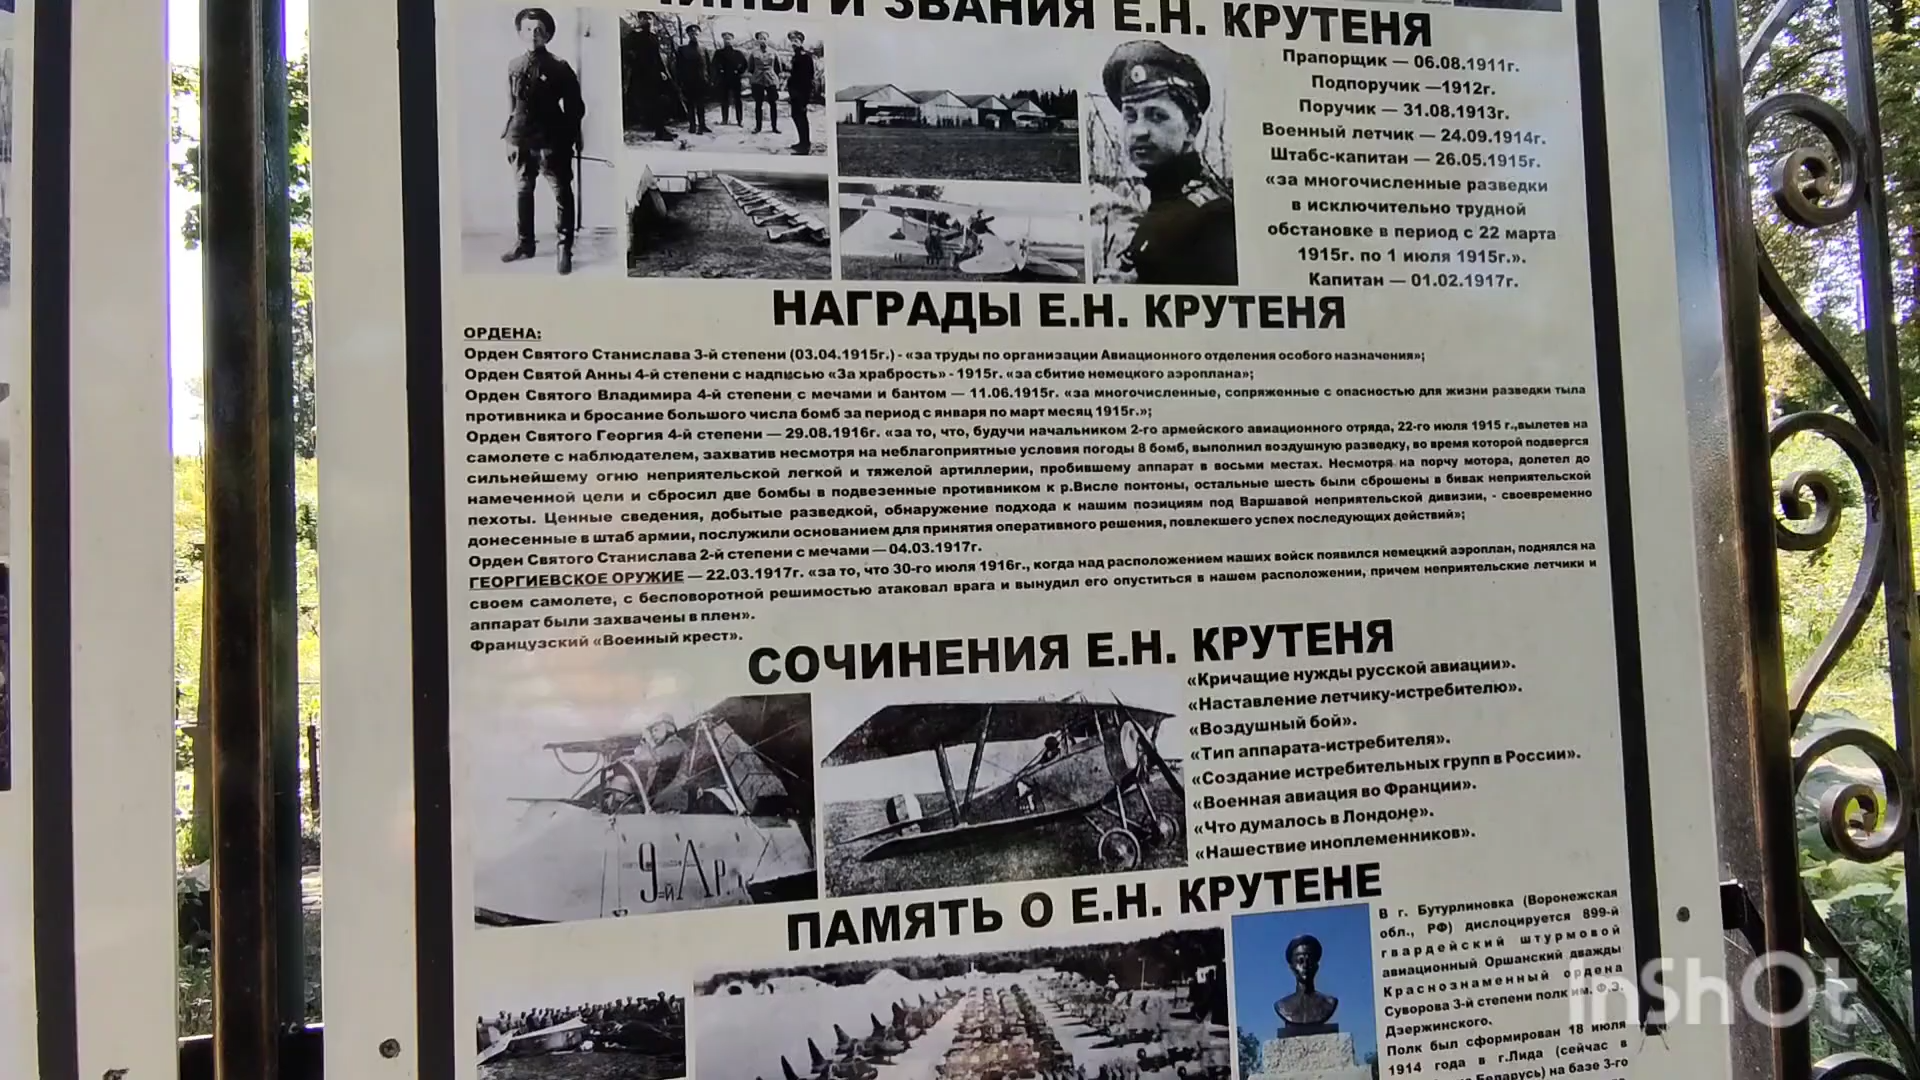 ЧИНЫ И ЗВАНИЯ Е.Н. КРУТЕНЯ
Прапорщик — 06.08.1911г.
Подпоручик —1912г.
Поручик — 31.08.1913г.
Военный летчик — 24.09.1914г.
Штабс-капитан — 26.05.1915г.
«за многочисленные разведки
в исключительно трудной
обстановке в период с 22 марта
1915г. по 1 июля 1915г.».
Капитан — 01.02.1917г.
НАГРАДЫ Е.Н. КРУТЕНЯ
ОРДЕНА:
Орден Святого Станислава 3-й степени (03.04.1915г.) - «за труды по организации Авиационного отделения особого назначения»;
Орден Святой Анны 4-й степени с надписью «За храбрость» - 1915г. «за сбитие немецкого аэроплана»;
Орден Святого Владимира 4-й степени с мечами и бантом — 11.06.1915г. «за многочисленные, сопряженные с опасностью для жизни разведки тыла
противника и бросание большого числа бомб за период с января по март месяц 1915г.»;
Орден Святого Георгия 4-й степени — 29.08.1916г. «за то, что, будучи начальником 2-го армейского авиационного отряда, 22-го июля 1915 г.,вылетев на
самолете с наблюдателем, захватив несмотря на неблагоприятные условия погоды 8 бомб, выполнил воздушную разведку, во время которой подвергся
сильнейшему огню неприятельской легкой и тяжелой артиллерии, пробившему аппарат в восьми местах. Несмотря на порчу мотора, долетел до
намеченной цели и сбросил две бомбы в подвезенные противником к р.Висле понтоны, остальные шесть были сброшены в бивак неприятельской
пехоты. Ценные сведения, добытые разведкой, обнаружение подхода к нашим позициям под Варшавой неприятельской дивизии, - своевременно
донесенные в штаб армии, послужили основанием для принятия оперативного решения, повлекшего успех последующих действий»;
Орден Святого Станислава 2-й степени с мечами — 04.03.1917г.
ГЕОРГИЕВСКОЕ ОРУЖИЕ — 22.03.1917г. «за то, что 30-го июля 1916г., когда над расположением наших войск появился немецкий аэроплан, поднялся на
своем самолете, с бесповоротной решимостью атаковал врага и вынудил его опуститься в нашем расположении, причем неприятельские летчики и
аппарат были захвачены в плен».
Французский «Военный крест».
СОЧИНЕНИЯ Е.Н. КРУТЕНЯ
«Кричащие нужды русской авиации».
«Наставление летчику-истребителю».
«Воздушный бой».
«Тип аппарата-истребителя».
«Создание истребительных групп в России».
«Военная авиация во Франции».
«Что думалось в Лондоне».
«Нашествие иноплеменников».
9-й Ар.
ПАМЯТЬ О Е.Н. КРУТЕНЕ
В г. Бутурлиновка (Воронежская
обл., РФ) дислоцируется 899-й
гвардейский штурмовой
авиационный Оршанский дважды
Краснознаменный ордена
Суворова 3-й степени полк им. Ф.Э.
Дзержинского.
Полк был сформирован 18 июля
1914 года в г.Лида (сейчас в
Беларусь) на базе 3-го
InShOt